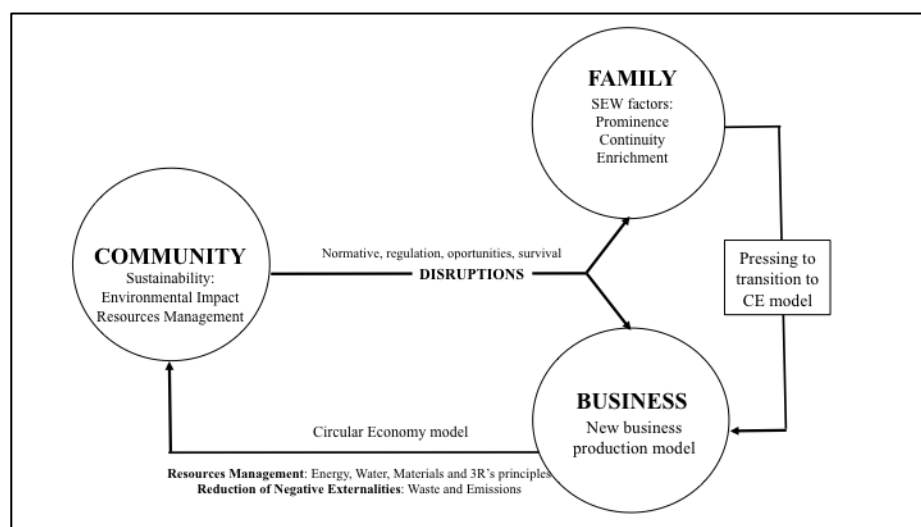 FAMILY
SEW factors:
Prominence
Continuity
Enrichment
COMMUNITY
Sustainability:
Environmental Impact
Resources Management
Normative, regulation, oportunities, survival
DISRUPTIONS
Pressing to
transition to
CE model
BUSINESS
New business
production model
Circular Economy model
Resources Management: Energy, Water, Materials and 3R's principles
Reduction of Negative Externalities: Waste and Emissions